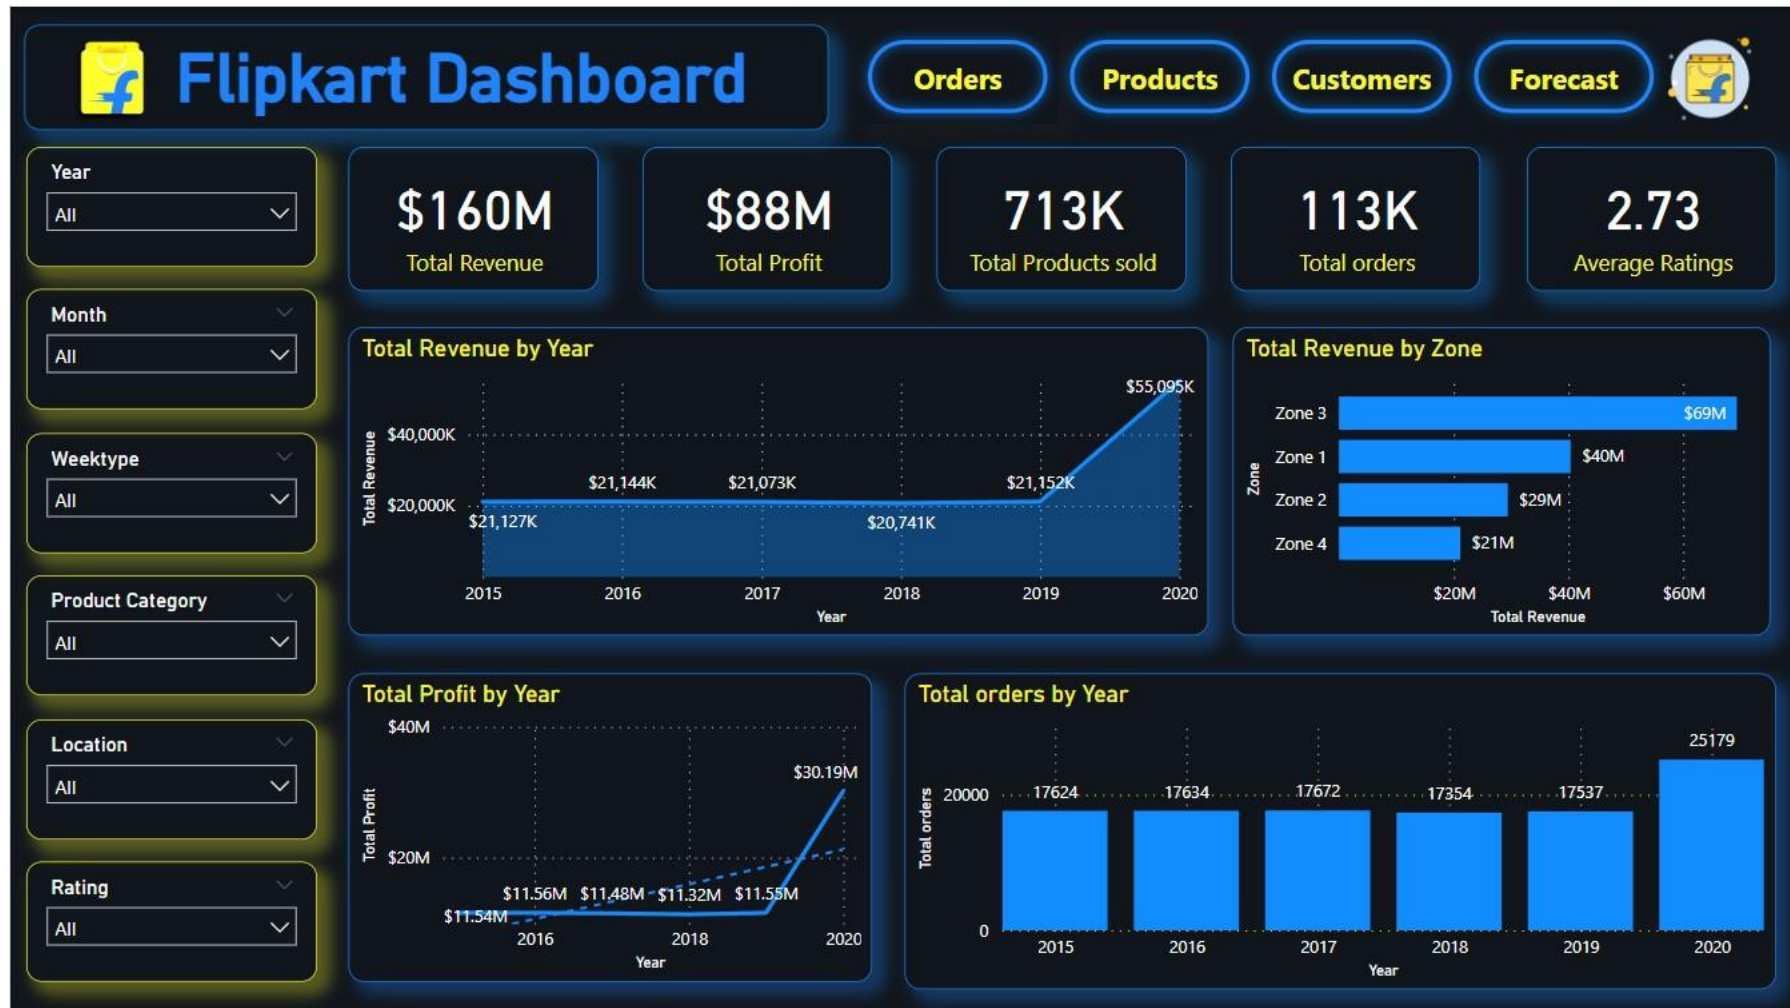 Flipkart Dashboard
Orders
Products
Customers
Forecast
Year
All
Month
All
Weektype
All
Product Category
All
Location
All
Rating
All
$160M
Total Revenue
$88M
Total Profit
713K
Total Products sold
113K
Total orders
2.73
Average Ratings
Total Revenue by Year
Total Revenue
$40,000K
$20,000K
$21,127K
$21,144K
$21,073K
$20,741K
$21,152K
$55,095K
2015 2016 2017 2018 2019 2020
Year
Total Revenue by Zone
Zone
Zone 3 $69M
Zone 1 $40M
Zone 2 $29M
Zone 4 $21M
$20M $40M $60M
Total Revenue
Total Profit by Year
Total Profit
$40M
$20M
$11.54M
$11.56M
$11.48M
$11.32M
$11.55M
$30.19M
2016 2018 2020
Year
Total orders by Year
Total orders
20000
0
17624 17634 17672 17354 17537 25179
2015 2016 2017 2018 2019 2020
Year